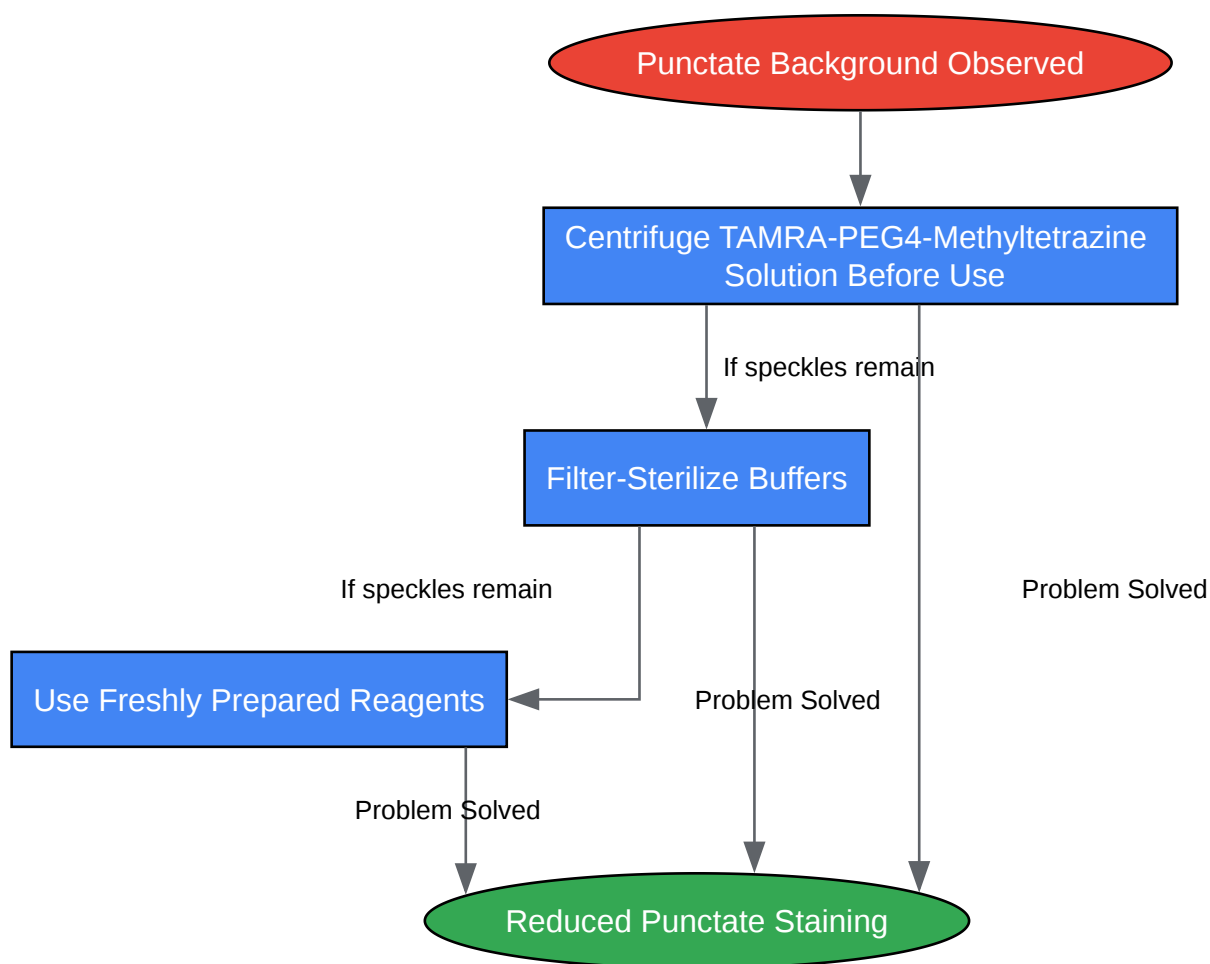 Punctate Background Observed
Centrifuge TAMRA-PEG4-Methyltetrazine
Solution Before Use
If speckles remain
Filter-Sterilize Buffers
If speckles remain
Problem Solved
Use Freshly Prepared Reagents
Problem Solved
Problem Solved
Reduced Punctate Staining